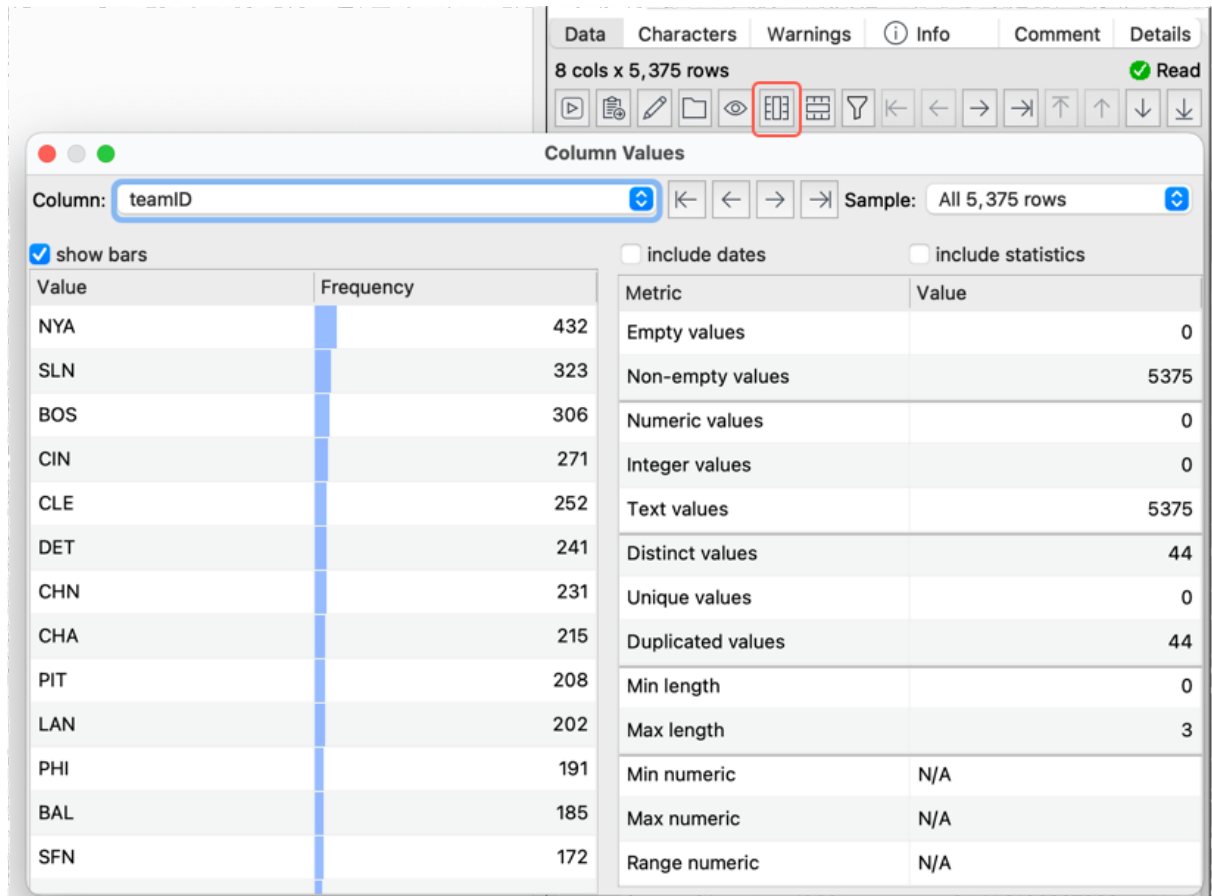 Data Characters Warnings Info Comment Details
8 cols x 5,375 rows Read
Column Values
Column: teamID Sample: All 5,375 rows
show bars include dates include statistics
Value Frequency
NYA 432
SLN 323
BOS 306
CIN 271
CLE 252
DET 241
CHN 231
CHA 215
PIT 208
LAN 202
PHI 191
BAL 185
SFN 172
Metric Value
Empty values 0
Non-empty values 5375
Numeric values 0
Integer values 0
Text values 5375
Distinct values 44
Unique values 0
Duplicated values 44
Min length 0
Max length 3
Min numeric N/A
Max numeric N/A
Range numeric N/A